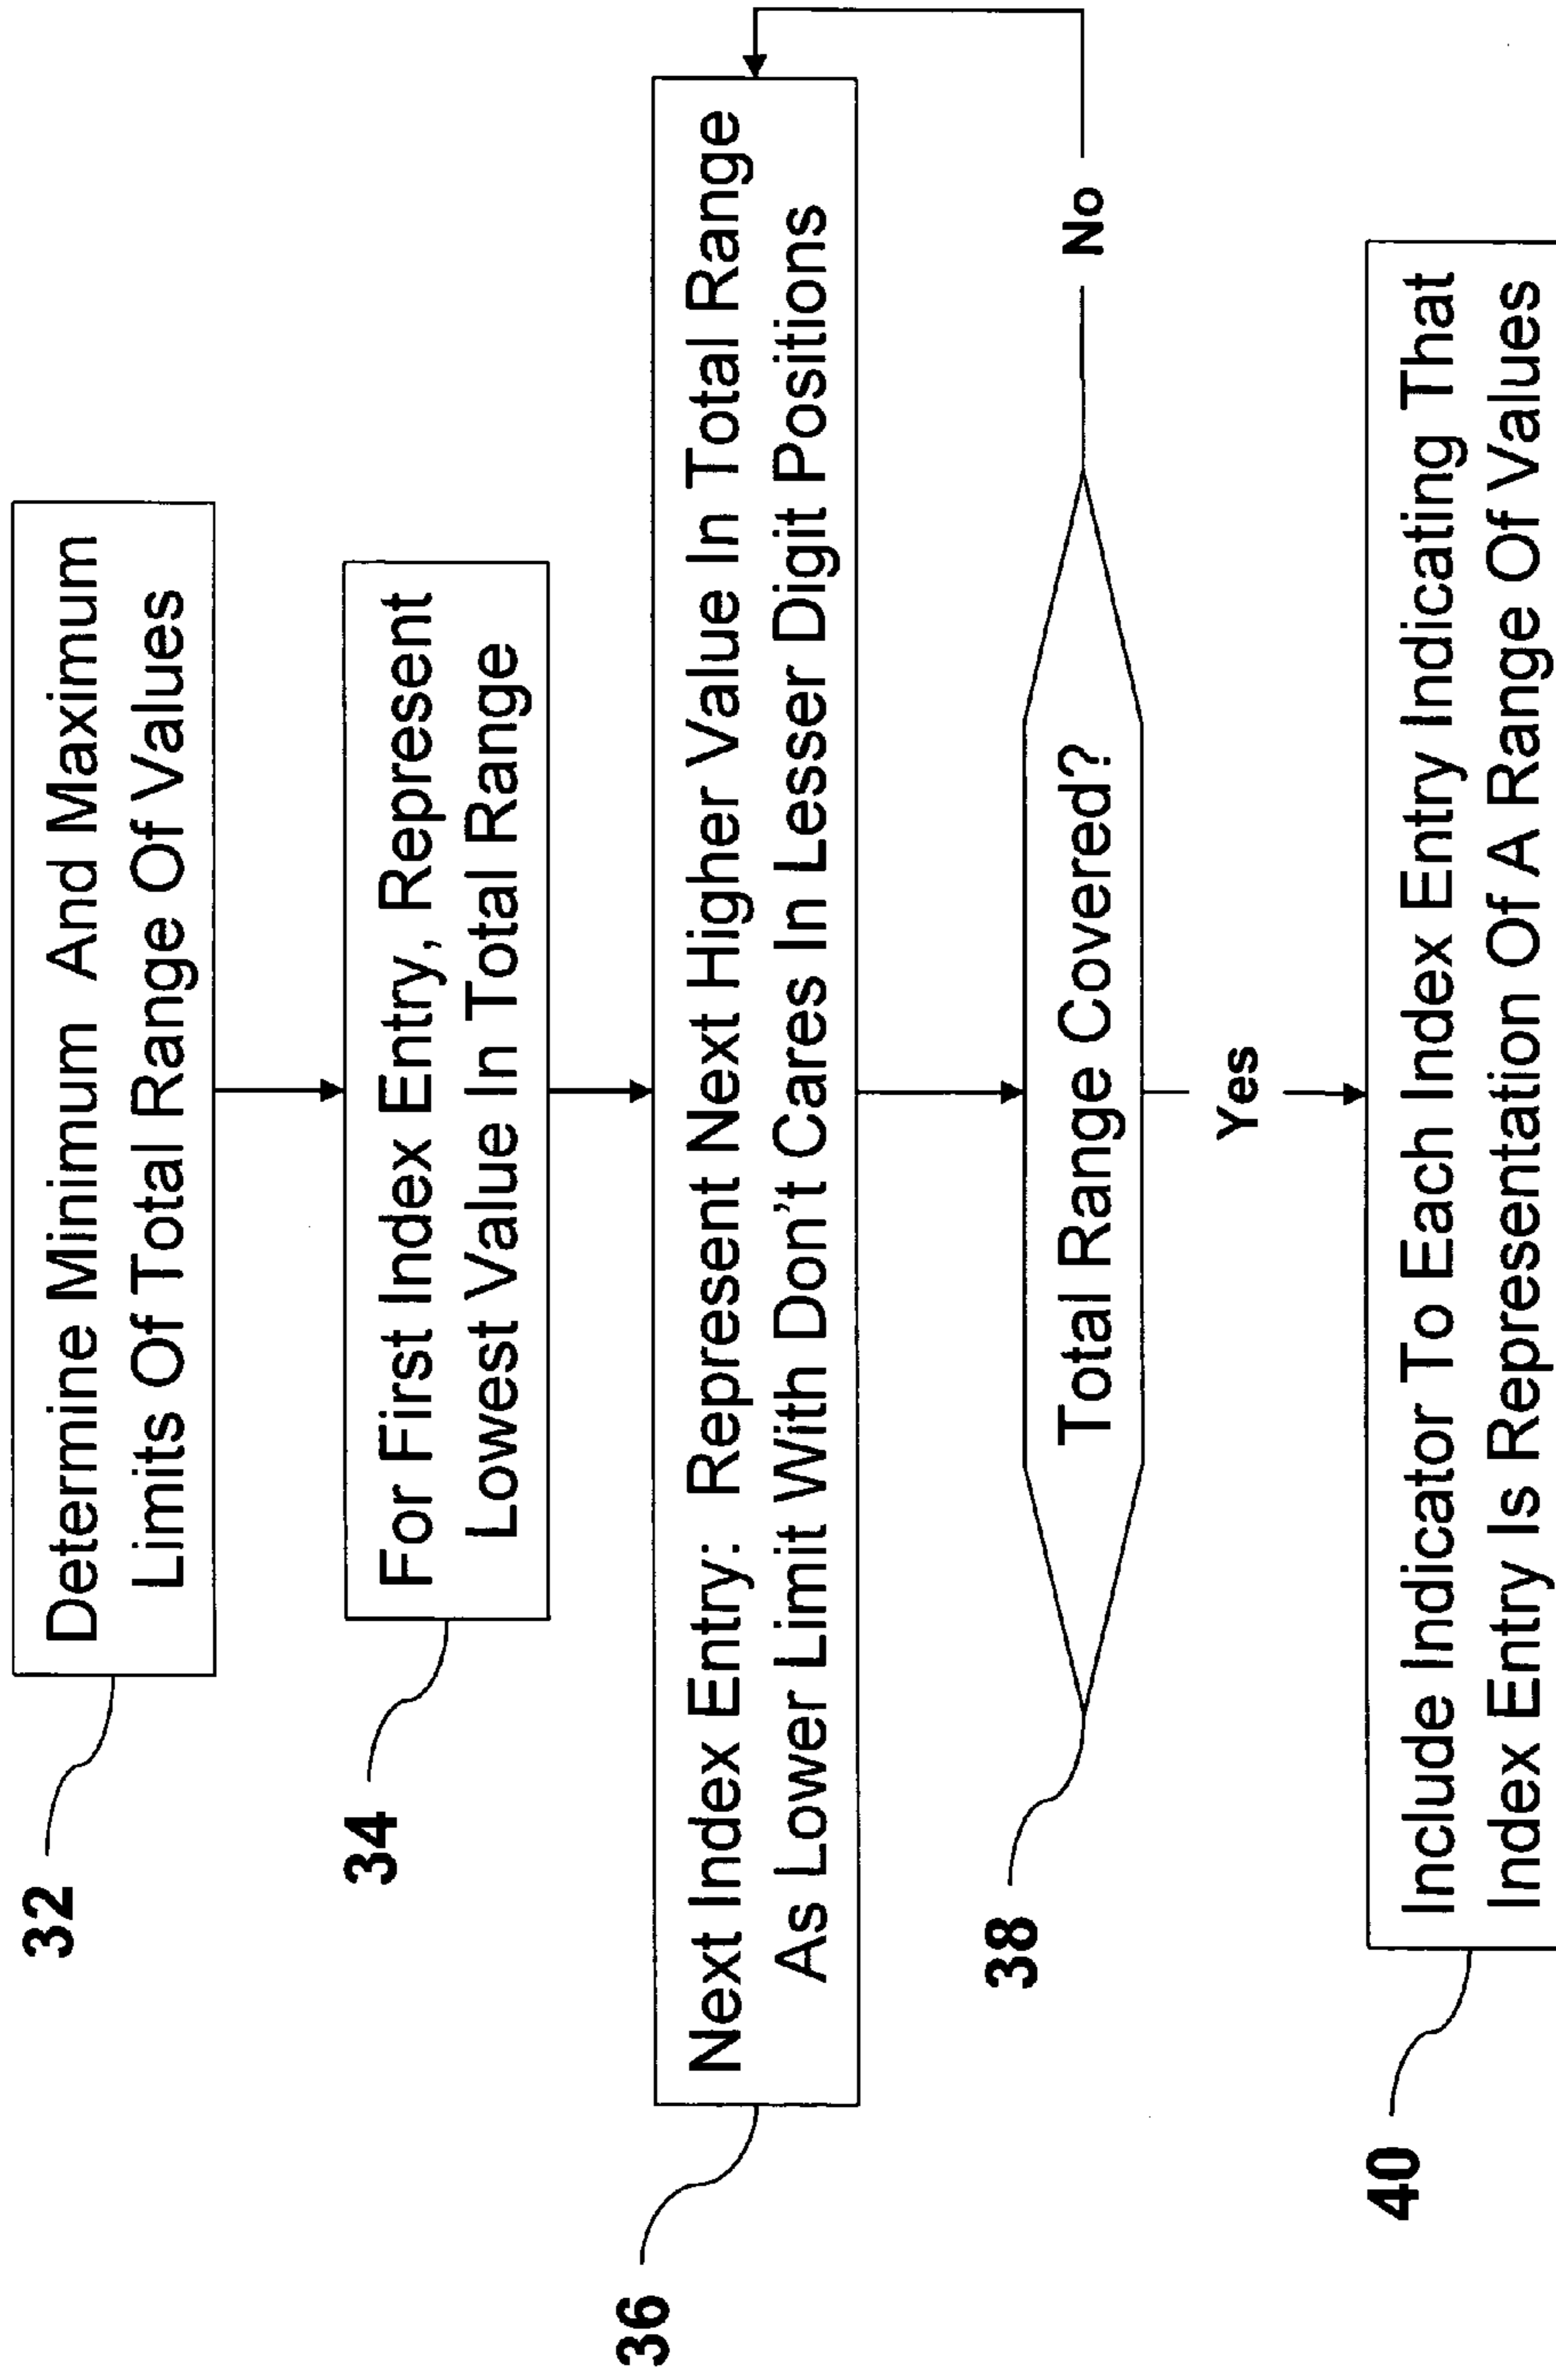 32
Determine Minimum And Maximum
Limits Of Total Range Of Values
34
For First Index Entry, Represent
Lowest Value In Total Range
36
Next Index Entry: Represent Next Higher Value In Total Range
As Lower Limit With Don't Cares In Lesser Digit Positions
38
Total Range Covered?
No
Yes
40
Include Indicator To Each Index Entry Indicating That
Index Entry Is Representation Of A Range Of Values